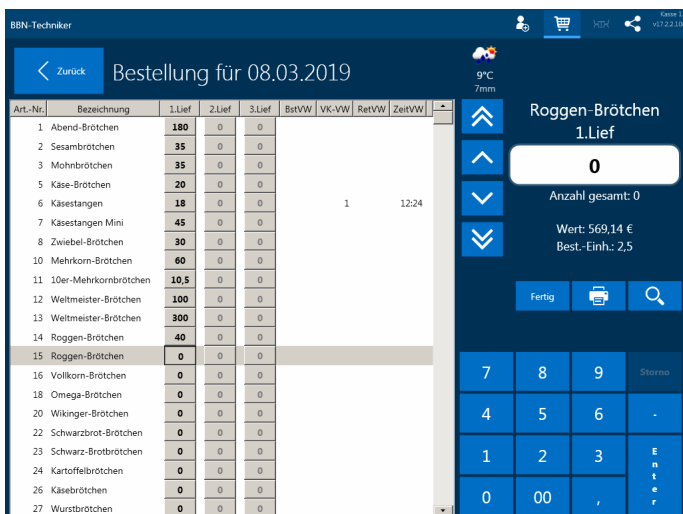 BBN-Techniker
Kasse 1
v17.2.2.10
Zurück
Bestellung für 08.03.2019
9°C
7mm
Art.-Nr. Bezeichnung 1.Lief 2.Lief 3.Lief BstVW VK-VW RetVW ZeitVW
1 Abend-Brötchen 180 0 0
2 Sesambrötchen 35 0 0
3 Mohnbrötchen 35 0 0
5 Käse-Brötchen 20 0 0
6 Käsestangen 18 0 0 1 12:24
7 Käsestangen Mini 45 0 0
8 Zwiebel-Brötchen 30 0 0
10 Mehrkorn-Brötchen 60 0 0
11 10er-Mehrkornbrötchen 10,5 0 0
12 Weltmeister-Brötchen 100 0 0
13 Weltmeister-Brötchen 300 0 0
14 Roggen-Brötchen 40 0 0
15 Roggen-Brötchen 0 0 0
16 Vollkorn-Brötchen 0 0 0
18 Omega-Brötchen 0 0 0
20 Wikinger-Brötchen 0 0 0
22 Schwarzbrot-Brötchen 0 0 0
23 Schwarz-Brotbrötchen 0 0 0
24 Kartoffelbrötchen 0 0 0
26 Käsebrötchen 0 0 0
27 Wurstbrötchen 0 0 0
Roggen-Brötchen
1.Lief
0
Anzahl gesamt: 0
Wert: 569,14 €
Best.-Einh.: 2,5
Fertig
7 8 9 Storno
4 5 6 -
1 2 3 Enter
0 00 ,